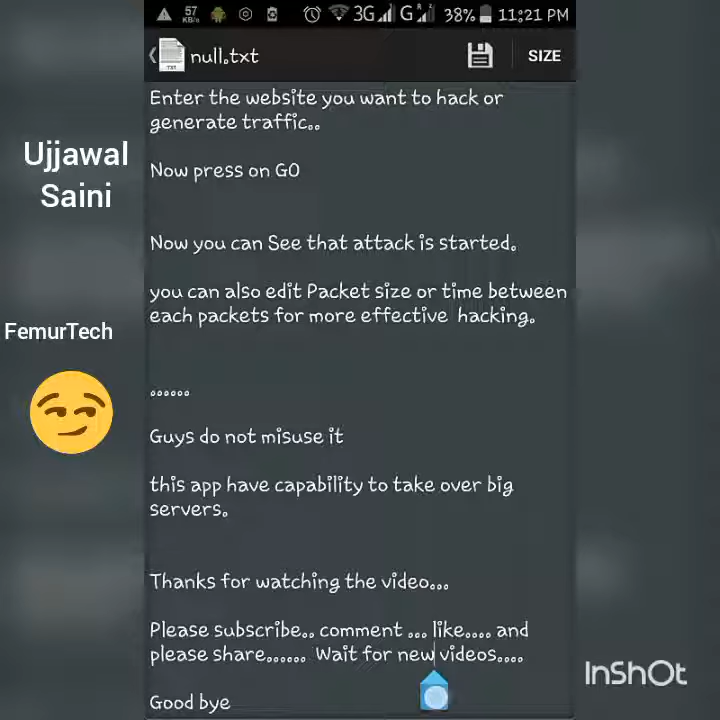 57 KB/s 3G G 38% 11:21 PM
null.txt SIZE
TXT
Enter the website you want to hack or
generate traffic..
Now press on GO
Now you can See that attack is started.
you can also edit Packet size or time between
each packets for more effective hacking.
......
Guys do not misuse it
this app have capability to take over big
servers.
Thanks for watching the video...
Please subscribe.. comment ... like.... and
please share...... Wait for new videos....
Good bye
Ujjawal
Saini
FemurTech
InShOt